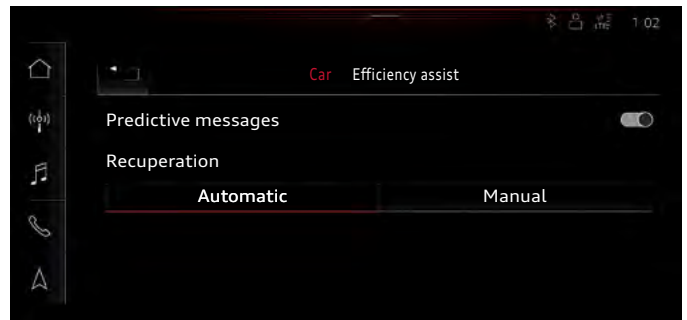 1 02
Car Efficiency assist
Predictive messages
Recuperation
Automatic Manual